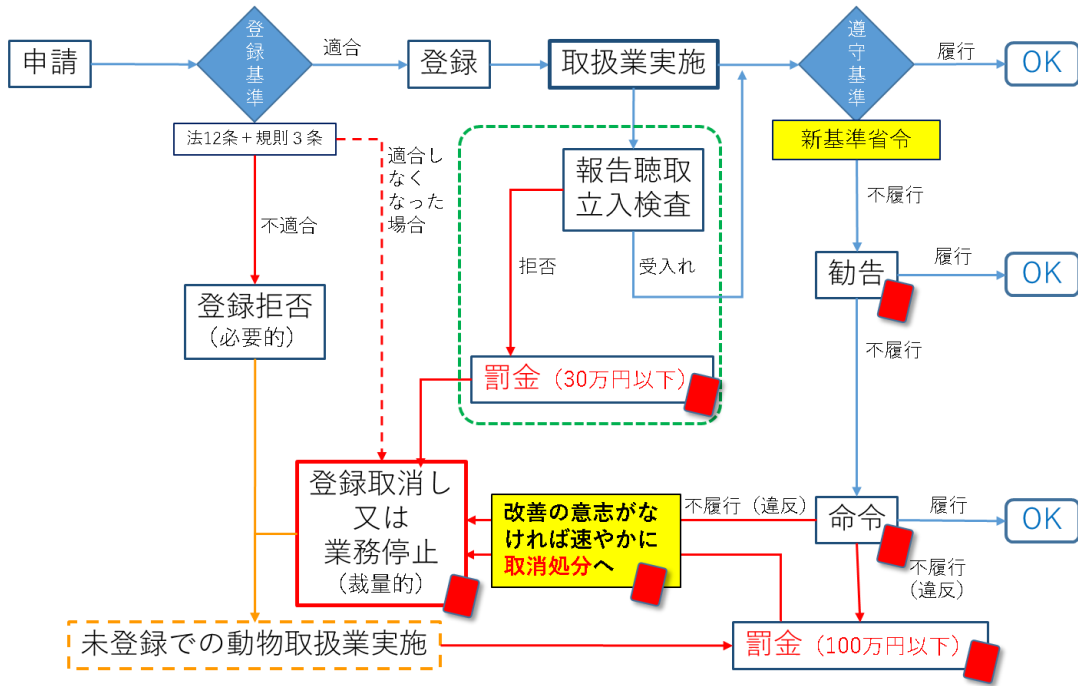 申請
登録基準
適合
登録
取扱業実施
遵守基準
履行
OK
法12条＋規則３条
新基準省令
適合し
なく
なった
場合
報告聴取
立入検査
不履行
不適合
拒否
受入れ
勧告
履行
OK
登録拒否
（必要的）
不履行
罰金（30万円以下）
登録取消し
又は
業務停止
（裁量的）
改善の意志がな
ければ速やかに
取消処分へ
不履行（違反）
命令
履行
OK
不履行
（違反）
未登録での動物取扱業実施
罰金（100万円以下）